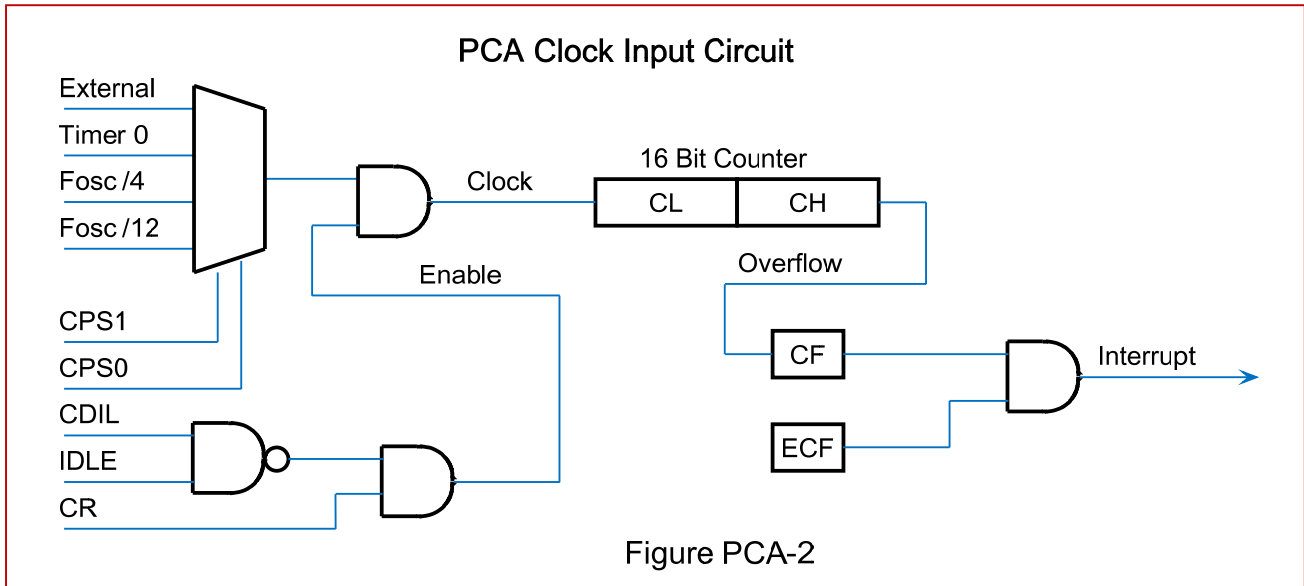 PCA Clock Input Circuit
External
Timer 0
Fosc /4
Fosc /12
CPS1
CPS0
CDIL
IDLE
CR
Clock
Enable
16 Bit Counter
CL
CH
Overflow
CF
ECF
Interrupt
Figure PCA-2